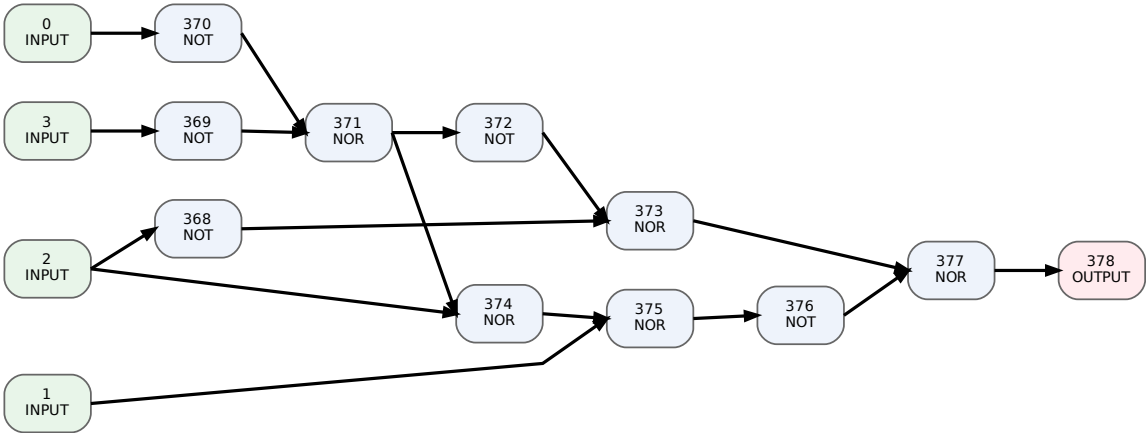 0
INPUT
370
NOT
3
INPUT
369
NOT
371
NOR
372
NOT
368
NOT
373
NOR
2
INPUT
377
NOR
378
OUTPUT
374
NOR
375
NOR
376
NOT
1
INPUT